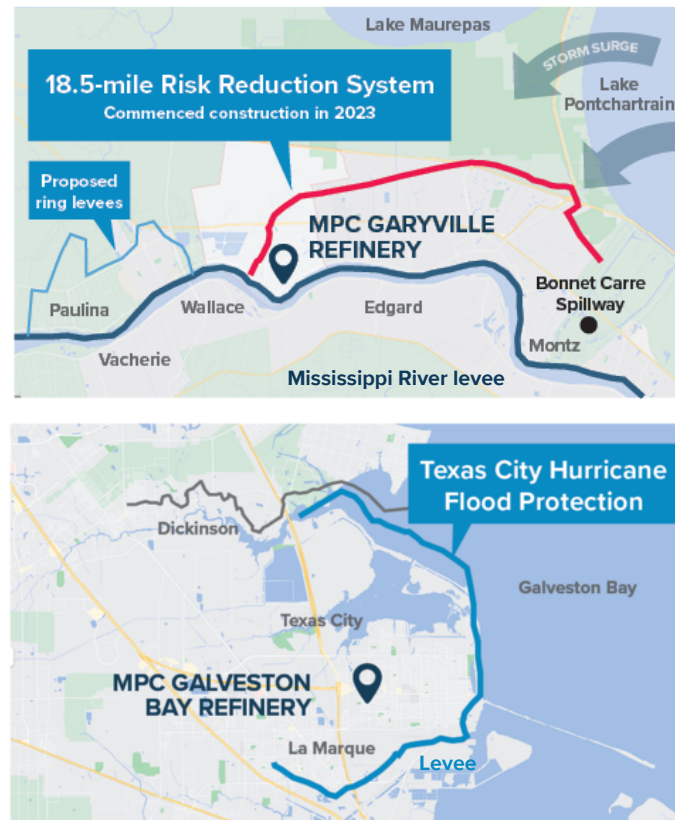 Lake Maurepas
18.5-mile Risk Reduction System
Commenced construction in 2023
STORM SURGE
Lake
Pontchartrain
Proposed
ring levees
MPC GARYVILLE
REFINERY
Paulina
Wallace
Edgard
Bonnet Carre
Spillway
Vacherie
Montz
Mississippi River levee
Texas City Hurricane
Flood Protection
Dickinson
Galveston Bay
Texas City
MPC GALVESTON
BAY REFINERY
La Marque
Levee